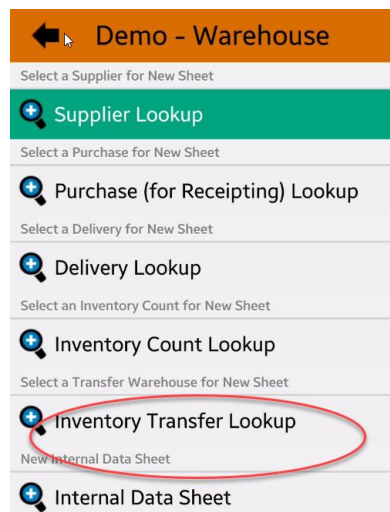 Demo - Warehouse
Select a Supplier for New Sheet
Supplier Lookup
Select a Purchase for New Sheet
Purchase (for Receipting) Lookup
Select a Delivery for New Sheet
Delivery Lookup
Select an Inventory Count for New Sheet
Inventory Count Lookup
Select a Transfer Warehouse for New Sheet
Inventory Transfer Lookup
New Internal Data Sheet
Internal Data Sheet